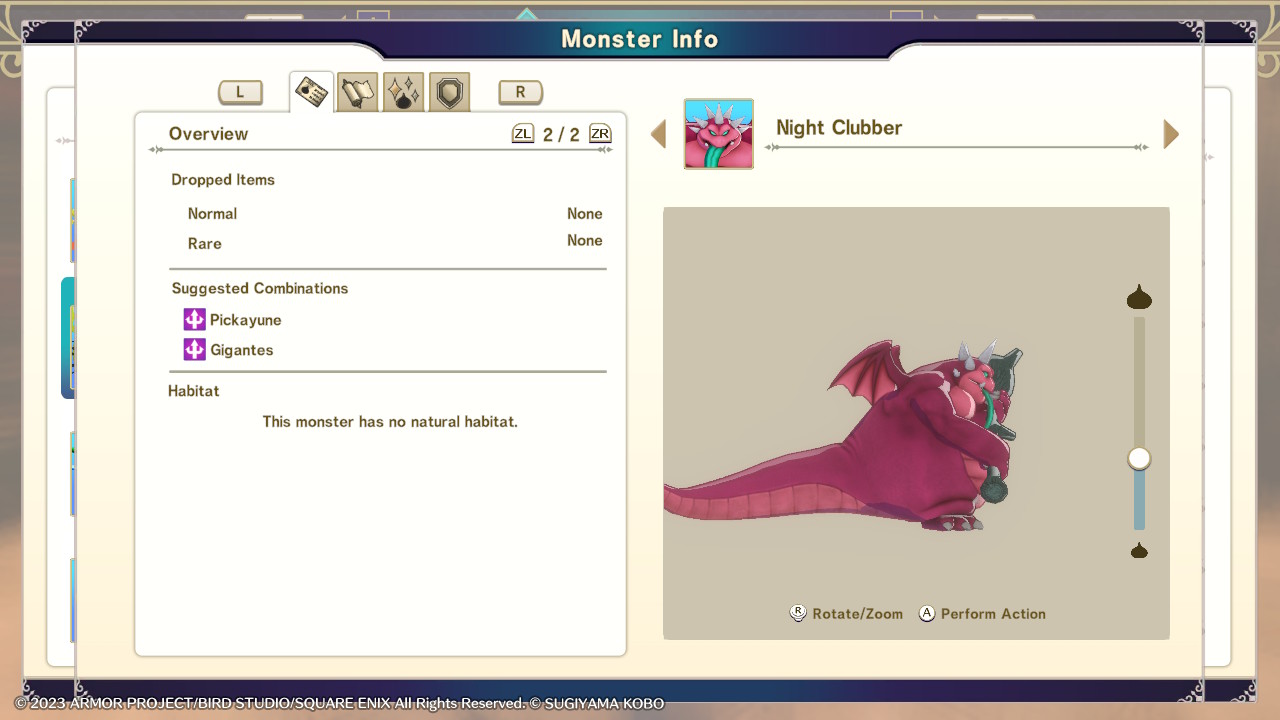 Monster Info
L
R
Overview
ZL 2 / 2 ZR
Dropped Items
Normal None
Rare None
Suggested Combinations
Pickayune
Gigantes
Habitat
This monster has no natural habitat.
Night Clubber
R Rotate/Zoom A Perform Action
© 2023 ARMOR PROJECT/BIRD STUDIO/SQUARE ENIX All Rights Reserved. © SUGIYAMA KOBO